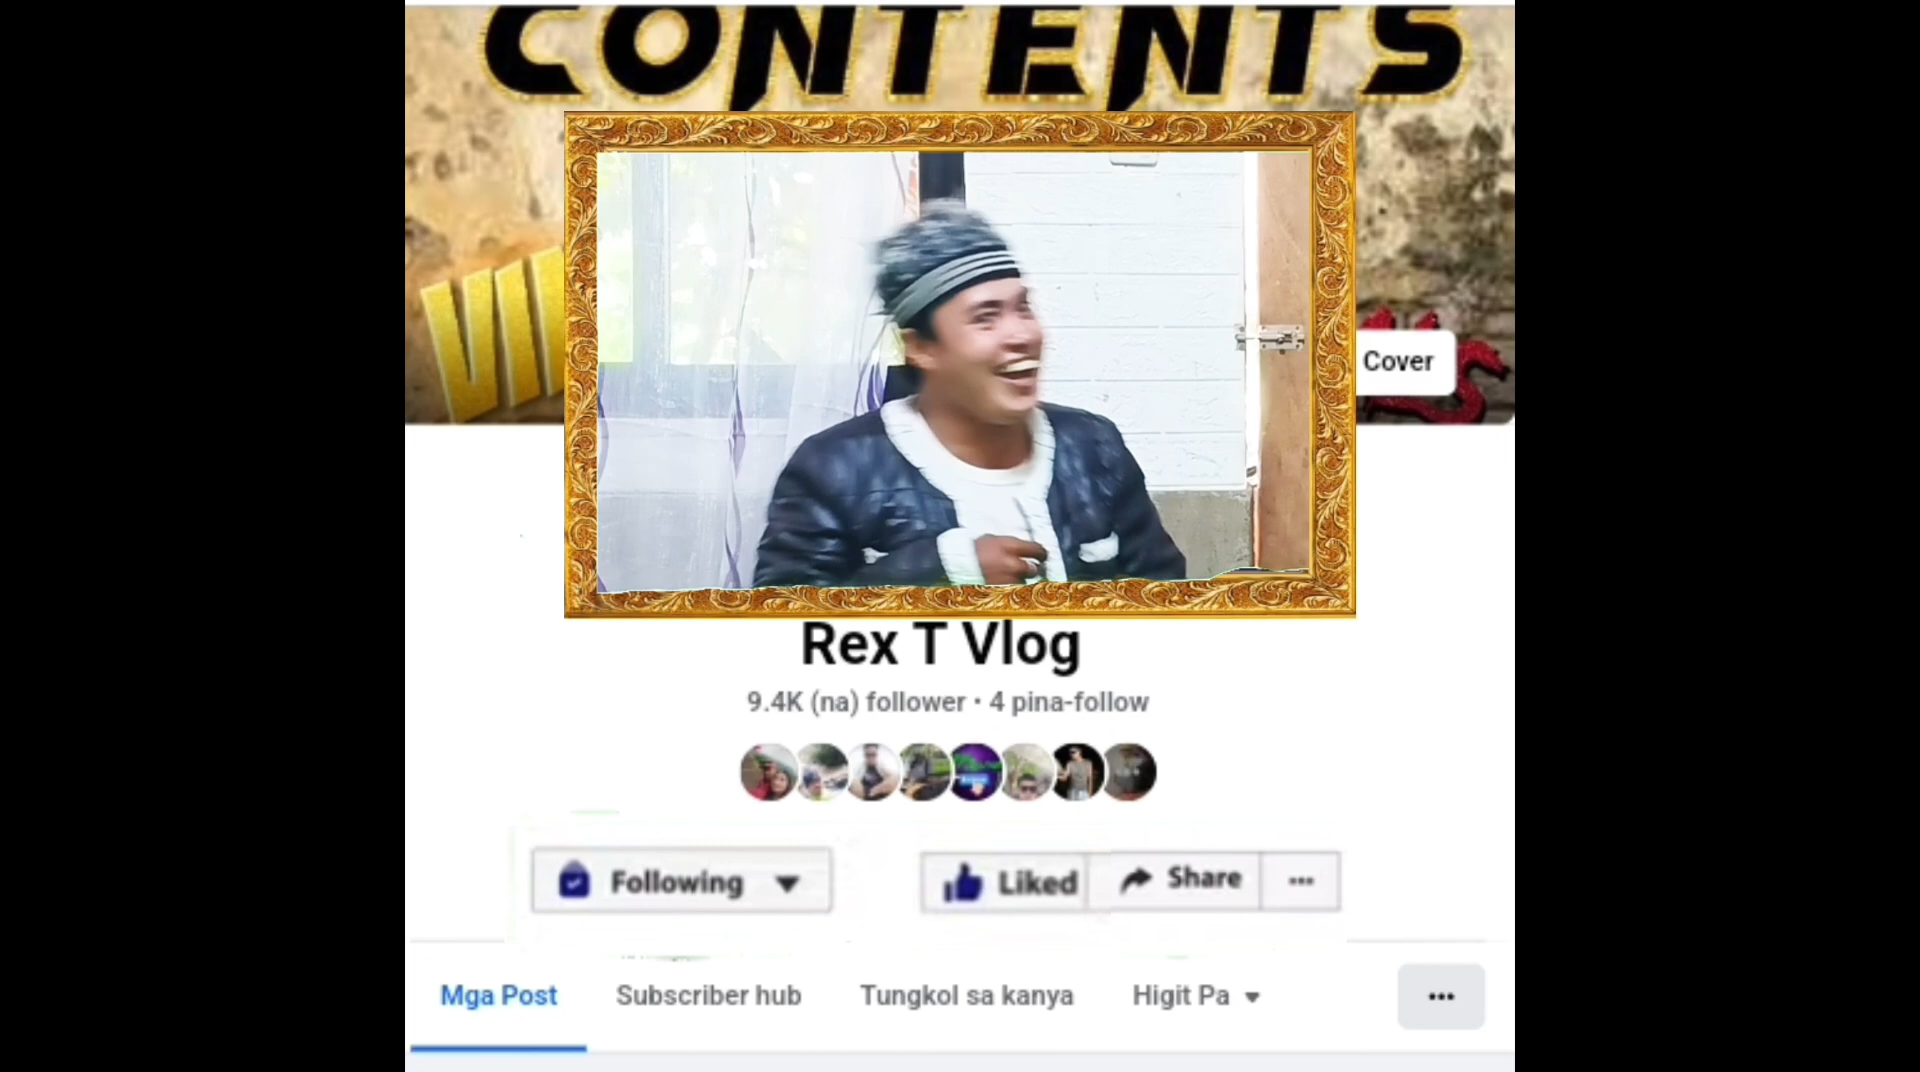 CONTENTS
Cover
Rex T Vlog
9.4K (na) follower • 4 pina-follow
Following
Liked
Share
Mga Post
Subscriber hub
Tungkol sa kanya
Higit Pa